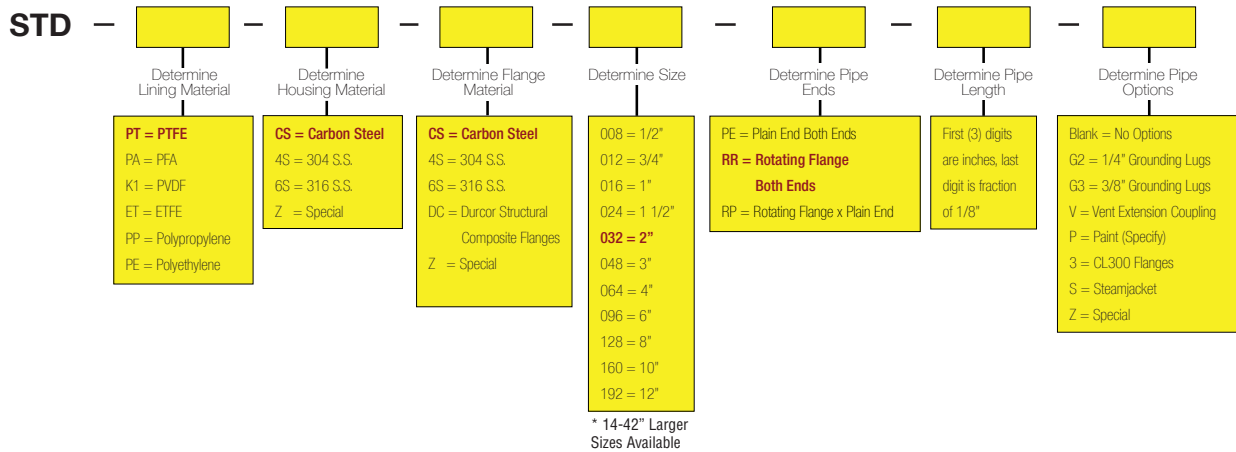 STD – – – – – – –
Determine
Lining Material
Determine
Housing Material
Determine Flange
Material
Determine Size
Determine Pipe
Ends
Determine Pipe
Length
Determine Pipe
Options
PT = PTFE
PA = PFA
K1 = PVDF
ET = ETFE
PP = Polypropylene
PE = Polyethylene
CS = Carbon Steel
4S = 304 S.S.
6S = 316 S.S.
Z = Special
CS = Carbon Steel
4S = 304 S.S.
6S = 316 S.S.
DC = Durcor Structural
Composite Flanges
Z = Special
008 = 1/2"
012 = 3/4"
016 = 1"
024 = 1 1/2"
032 = 2"
048 = 3"
064 = 4"
096 = 6"
128 = 8"
160 = 10"
192 = 12"
* 14-42" Larger
Sizes Available
PE = Plain End Both Ends
RR = Rotating Flange
Both Ends
RP = Rotating Flange x Plain End
First (3) digits
are inches, last
digit is fraction
of 1/8"
Blank = No Options
G2 = 1/4" Grounding Lugs
G3 = 3/8" Grounding Lugs
V = Vent Extension Coupling
P = Paint (Specify)
3 = CL300 Flanges
S = Steamjacket
Z = Special